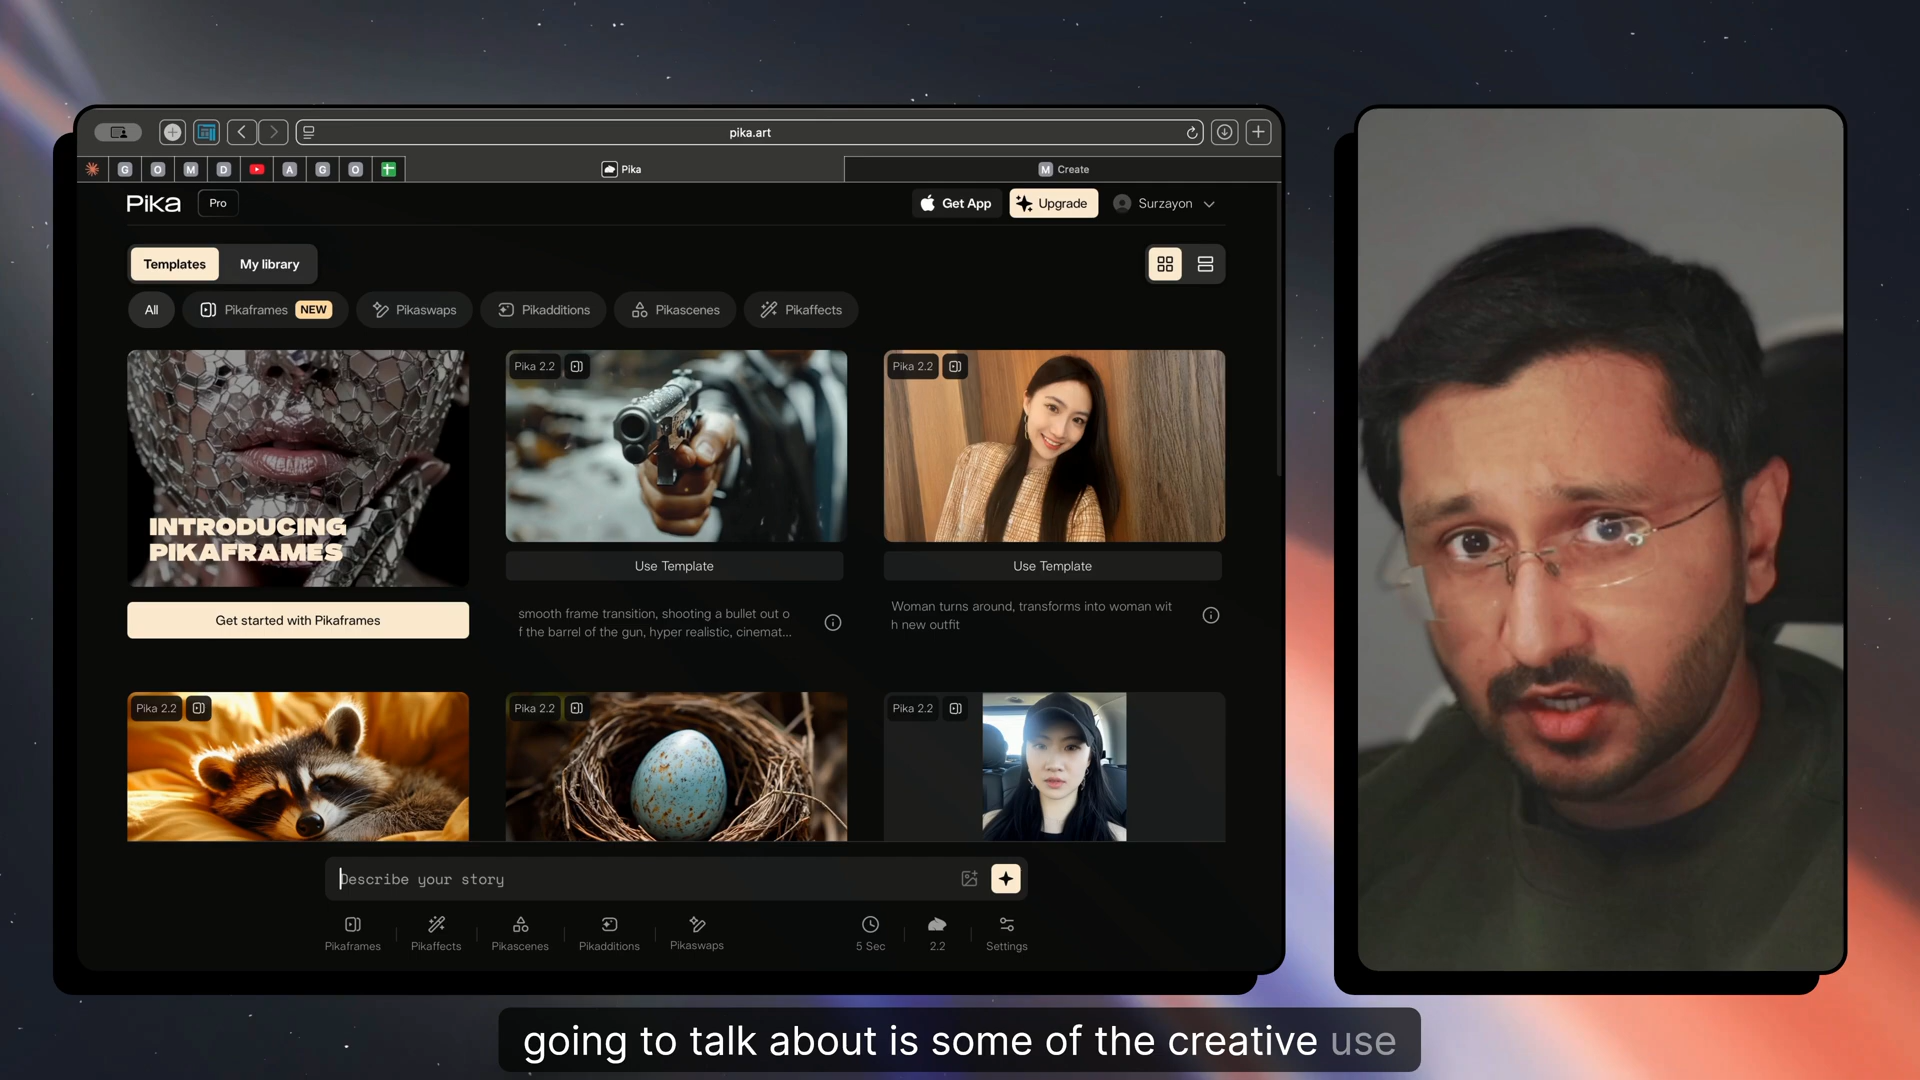 pika.art
G
O
M
D
A
G
O
Pika
M
Create
Pika
Pro
Get App
Upgrade
Surzayon
Templates
My library
All
Pikaframes
NEW
Pikaswaps
Pikadditions
Pikascenes
Pikaffects
INTRODUCING
PIKAFRAMES
Get started with Pikaframes
Pika 2.2
Use Template
smooth frame transition, shooting a bullet out o
f the barrel of the gun, hyper realistic, cinemat...
Pika 2.2
Use Template
Woman turns around, transforms into woman wit
h new outfit
Pika 2.2
Pika 2.2
Pika 2.2
Describe your story
Pikaframes
Pikaffects
Pikascenes
Pikadditions
Pikaswaps
5 Sec
2.2
Settings
going to talk about is some of the creative use